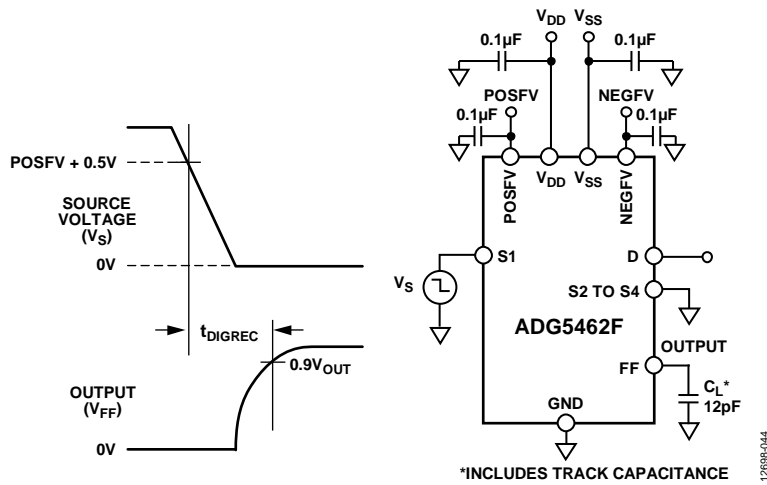 POSFV + 0.5V
SOURCE
VOLTAGE
(VS)
0V
tDIGREC
0.9VOUT
OUTPUT
(VFF)
0V
VDD VSS
0.1µF 0.1µF
POSFV NEGFV
0.1µF 0.1µF
POSFV VDD VSS NEGFV
S1 D
VS
S2 TO S4
ADG5462F
OUTPUT
FF
CL*
12pF
GND
*INCLUDES TRACK CAPACITANCE
12698-044